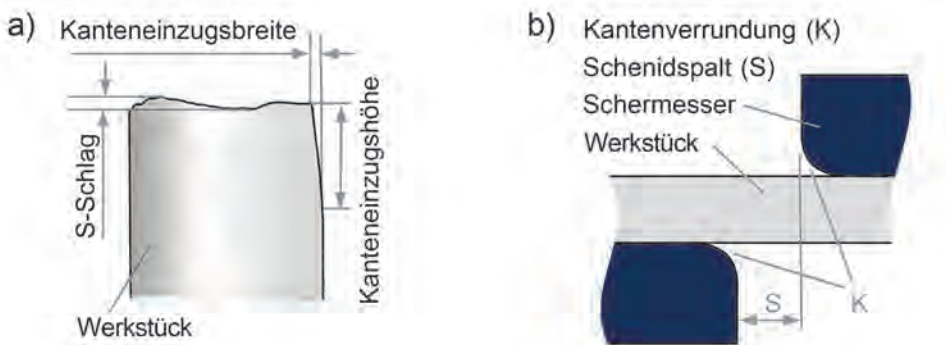 a)
Kanteneinzugsbreite
S-Schlag
Kanteneinzugshöhe
Werkstück
b)
Kantenverrundung (K)
Schenidspalt (S)
Schermesser
Werkstück
S
K